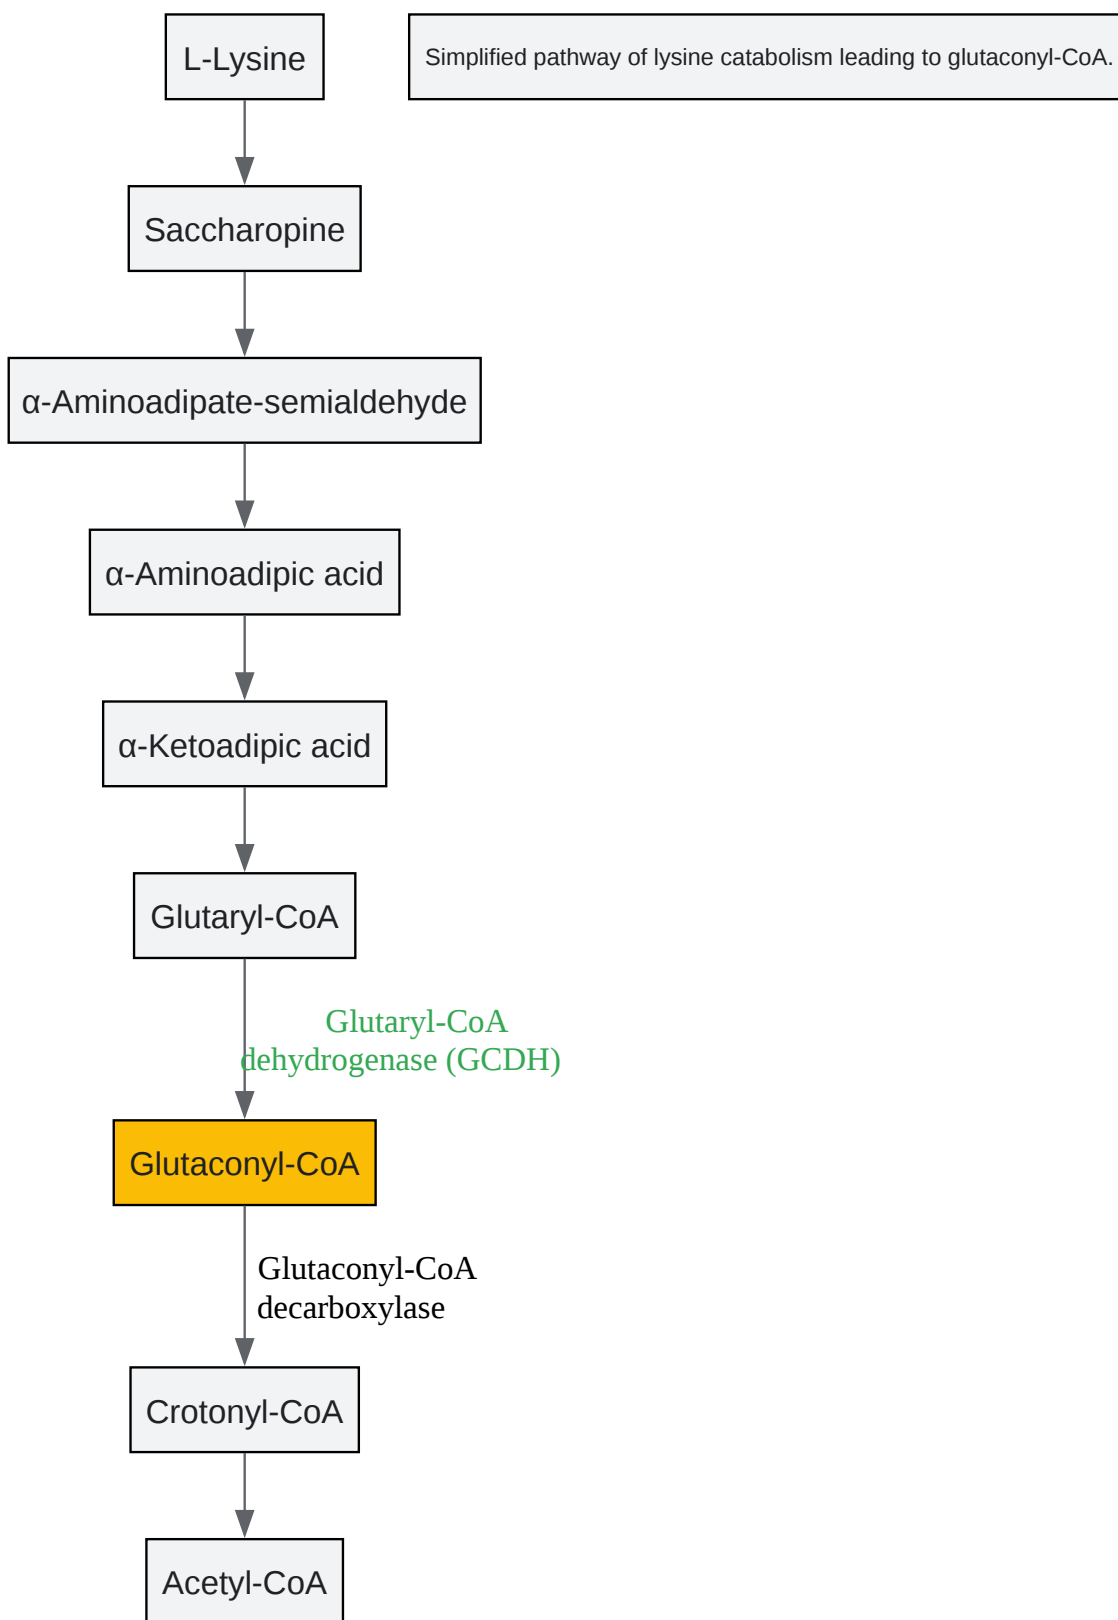 L-Lysine
Simplified pathway of lysine catabolism leading to glutaconyl-CoA.
Saccharopine
α-Aminoadipate-semialdehyde
α-Aminoadipic acid
α-Ketoadipic acid
Glutaryl-CoA
Glutaryl-CoA
dehydrogenase (GCDH)
Glutaconyl-CoA
Glutaconyl-CoA
decarboxylase
Crotonyl-CoA
Acetyl-CoA